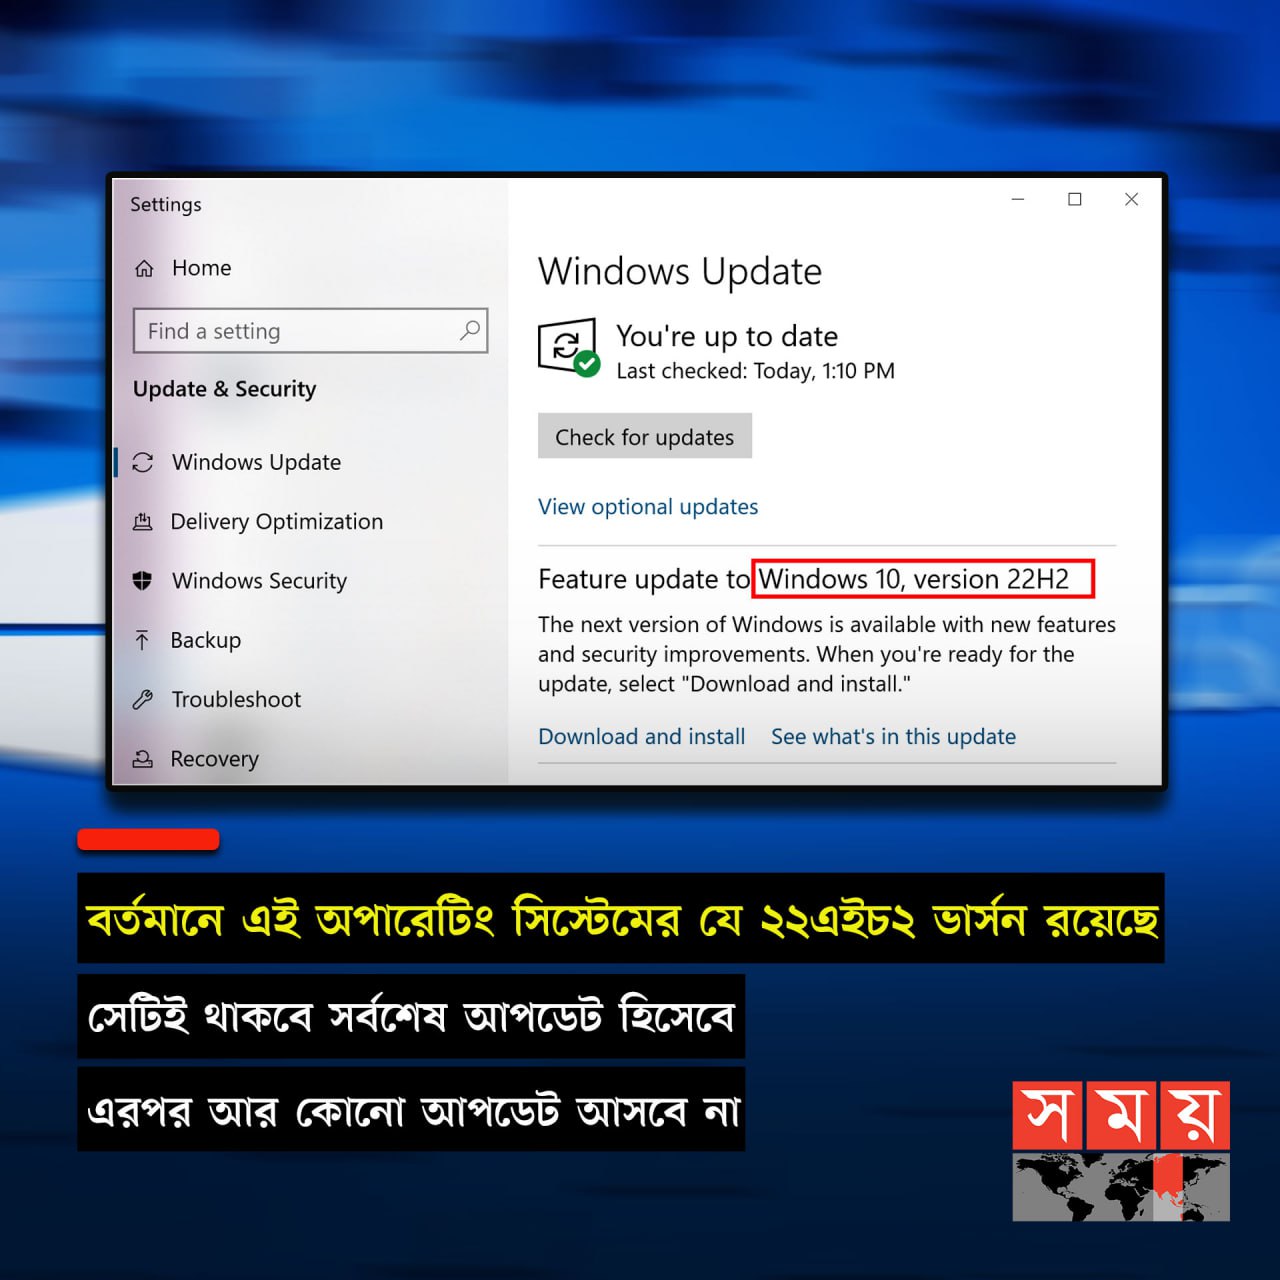 Settings
Home
Find a setting
Update & Security
Windows Update
Delivery Optimization
Windows Security
Backup
Troubleshoot
Recovery
Windows Update
You're up to date
Last checked: Today, 1:10 PM
Check for updates
View optional updates
Feature update to Windows 10, version 22H2
The next version of Windows is available with new features
and security improvements. When you're ready for the
update, select "Download and install."
Download and install See what's in this update
বর্তমানে এই অপারেটিং সিস্টেমের যে ২২এইচ২ ভার্সন রয়েছে
সেটিই থাকবে সর্বশেষ আপডেট হিসেবে
এরপর আর কোনো আপডেট আসবে না
সময়